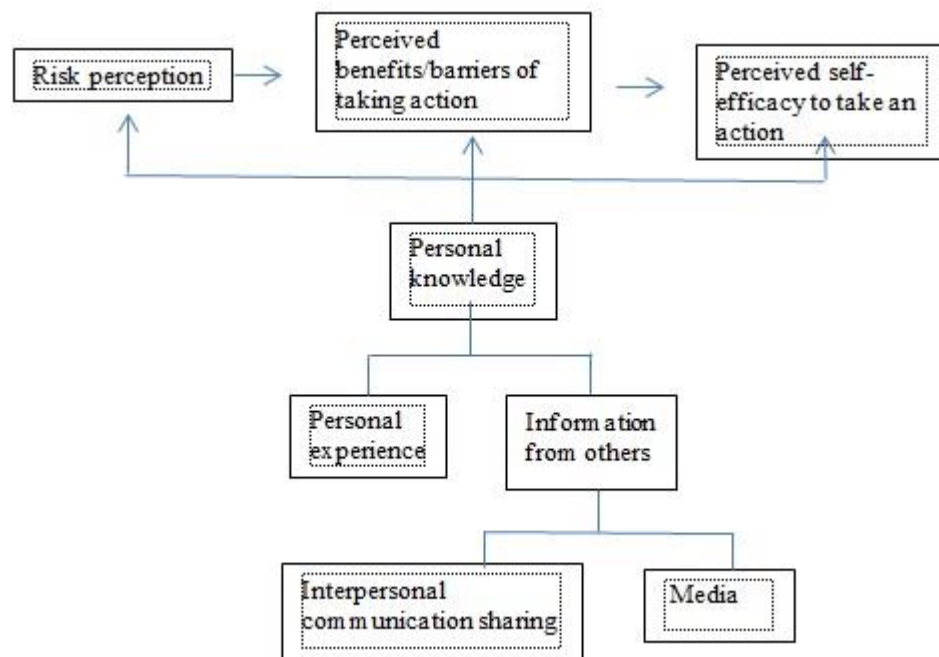 Risk perception
Perceived
benefits/barriers of
taking action
Perceived self-
efficacy to take an
action
Personal
knowledge
Personal
experience
Information
from others
Interpersonal
communication sharing
Media